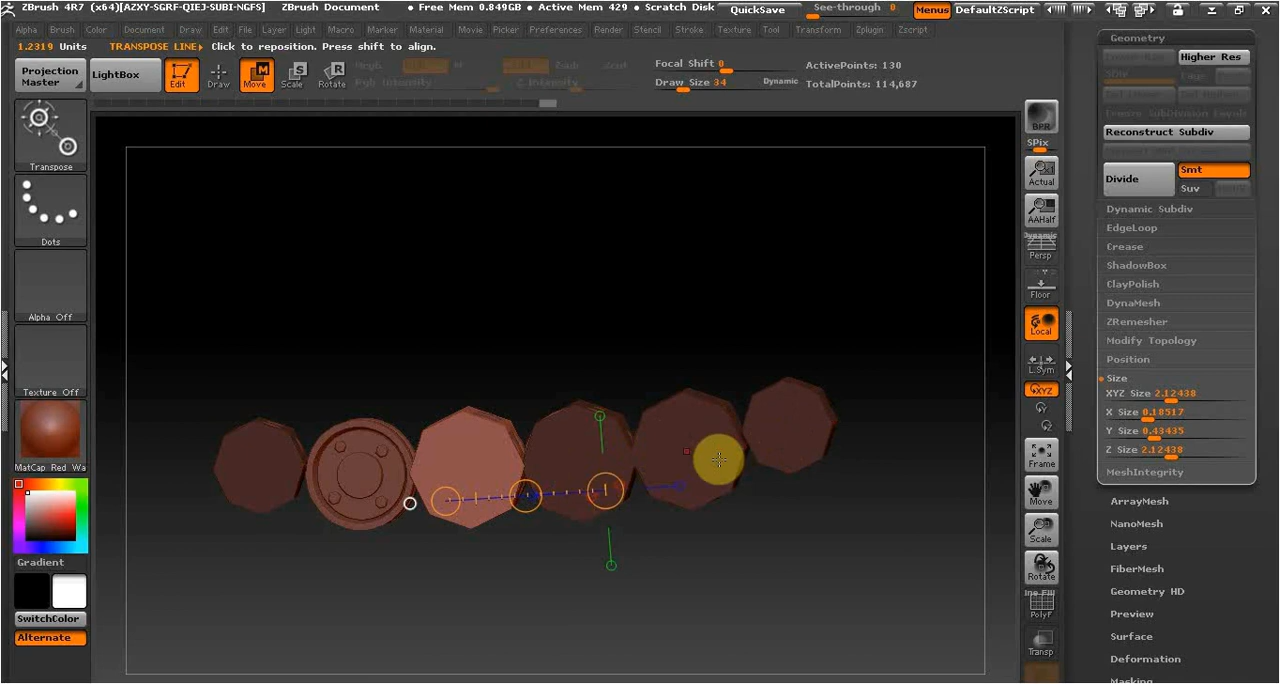 ZBrush 4R7 (x64)[AZXY-SGRF-QIEJ-SUBI-NGFS] ZBrush Document • Free Mem 0.849GB • Active Mem 429 • Scratch Disk QuickSave See-through 0 Menus DefaultZScript
Alpha Brush Color Document Draw Edit File Layer Light Macro Marker Material Movie Picker Preferences Render Stencil Stroke Texture Tool Transform Zplugin Zscript
1.2319 Units TRANSPOSE LINE Click to reposition. Press shift to align.
Projection Master
LightBox
Edit
Draw
Move
Scale
Rotate
Rgb Intensity
Z Intensity
Focal Shift 0
Draw Size 34
Dynamic
ActivePoints: 130
TotalPoints: 114,687
Transpose
Dots
Alpha Off
Texture Off
MatCap Red Wa
Gradient
SwitchColor
Alternate
BPR
SPix
Actual
AAHalf
Dynamic
Persp
Floor
Local
L.Sym
XYZ
Frame
Move
Scale
Rotate
Line Fill
PolyF
Transp
Geometry
Higher Res
Reconstruct Subdiv
Divide
Smt
Suv
Dynamic Subdiv
EdgeLoop
Crease
ShadowBox
ClayPolish
DynaMesh
ZRemesher
Modify Topology
Position
Size
XYZ Size 2.12438
X Size 0.18517
Y Size 0.43435
Z Size 2.12438
MeshIntegrity
ArrayMesh
NanoMesh
Layers
FiberMesh
Geometry HD
Preview
Surface
Deformation
Masking